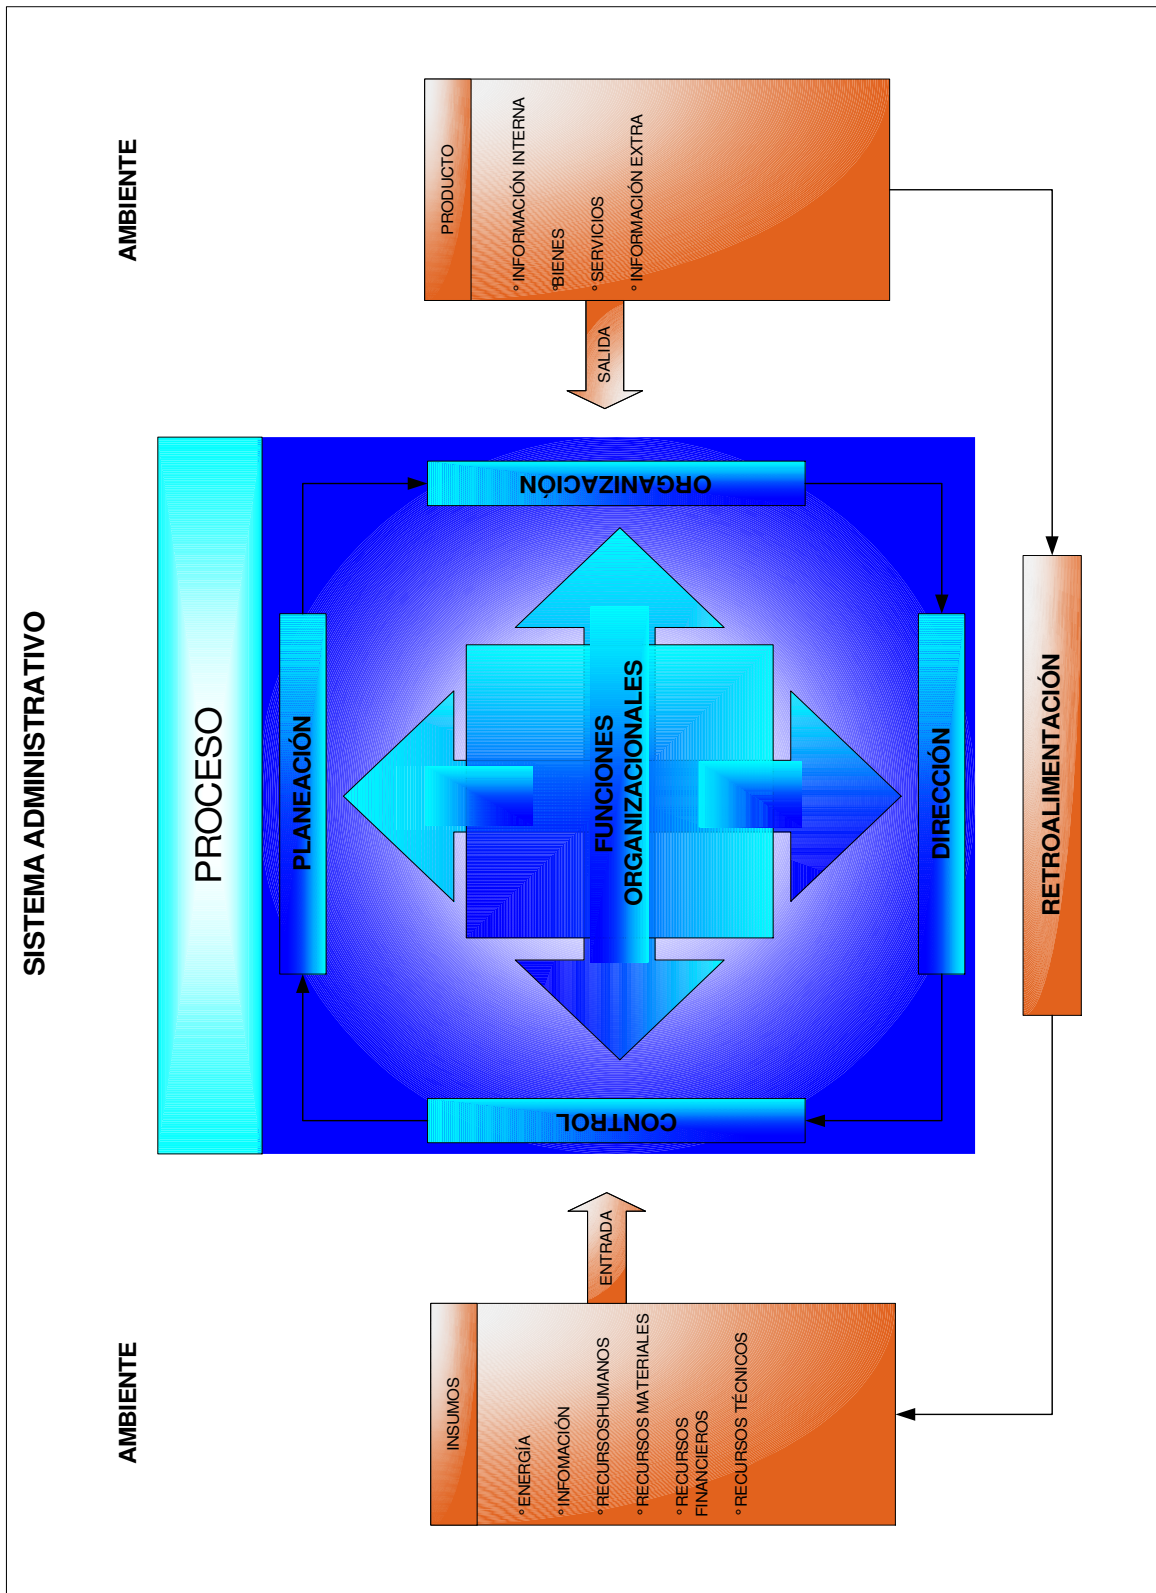 SISTEMA ADMINISTRATIVO
AMBIENTE
AMBIENTE
INSUMOS
° ENERGÍA
° INFOMACIÓN
° RECURSOSHUMANOS
° RECURSOS MATERIALES
° RECURSOS
FINANCIEROS
° RECURSOS TÉCNICOS
ENTRADA
PROCESO
PLANEACIÓN
CONTROL
FUNCIONES
ORGANIZACIONALES
ORGANIZACIÓN
DIRECCIÓN
SALIDA
PRODUCTO
° INFORMACIÓN INTERNA
°BIENES
° SERVICIOS
° INFORMACIÓN EXTRA
RETROALIMENTACIÓN